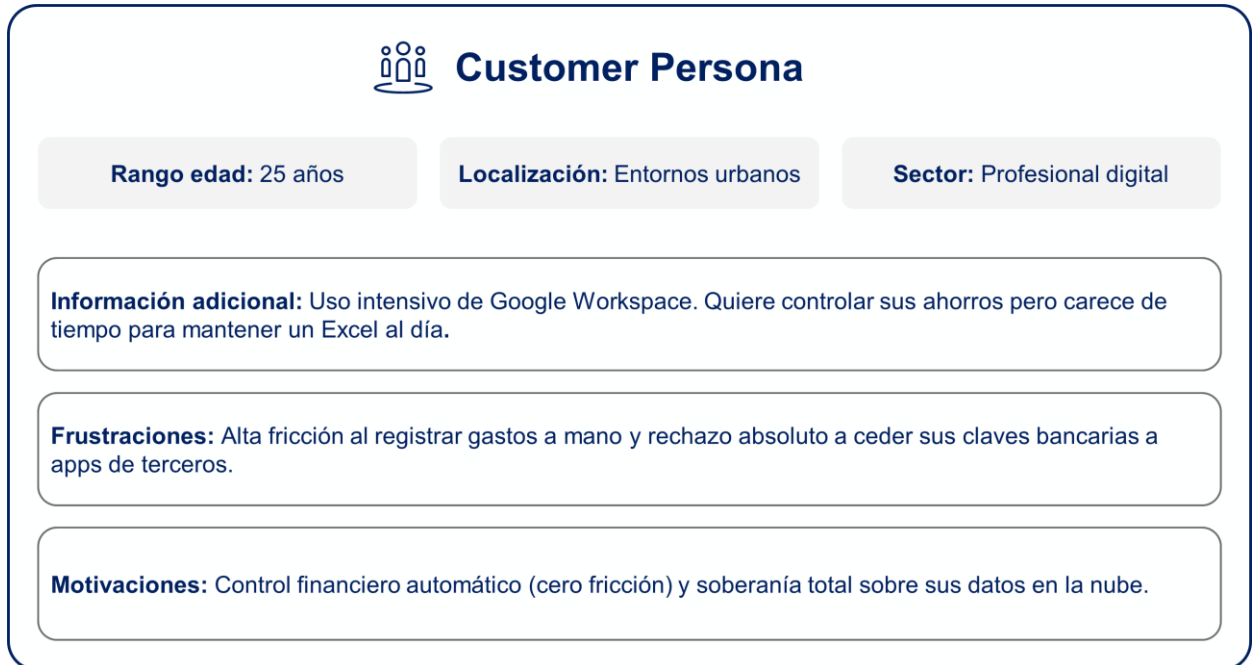 Customer Persona
Rango edad: 25 años
Localización: Entornos urbanos
Sector: Profesional digital
Información adicional: Uso intensivo de Google Workspace. Quiere controlar sus ahorros pero carece de
tiempo para mantener un Excel al día.
Frustraciones: Alta fricción al registrar gastos a mano y rechazo absoluto a ceder sus claves bancarias a
apps de terceros.
Motivaciones: Control financiero automático (cero fricción) y soberanía total sobre sus datos en la nube.